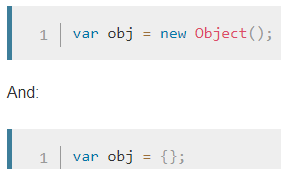 1 var obj = new Object();
And:
1 var obj = {};